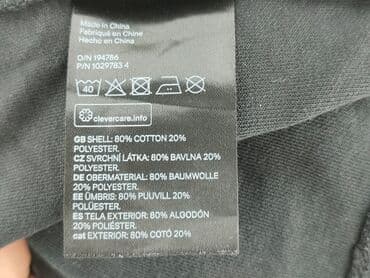 Made in China
Fabriqué en China
Hecho en China
O/N 194786
P/N 1029783 4
40
clevercare.info
GB SHELL: 80% COTTON 20%
POLYESTER.
CZ SVRCHNÍ LÁTKA: 80% BAVLNA 20%
POLYESTER.
DE OBERMATERIAL: 80% BAUMWOLLE
20% POLYESTER.
EE ÜMBRIS: 80% PUUVILL 20%
POLÜESTER.
ES TELA EXTERIOR: 80% ALGODÓN
20% POLIÉSTER.
cat EXTERIOR: 80% COTÓ 20%